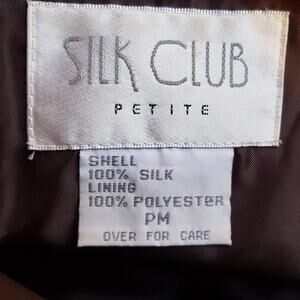 SILK CLUB
PETITE
SHELL
100% SILK
LINING
100% POLYESTER
PM
OVER FOR CARE